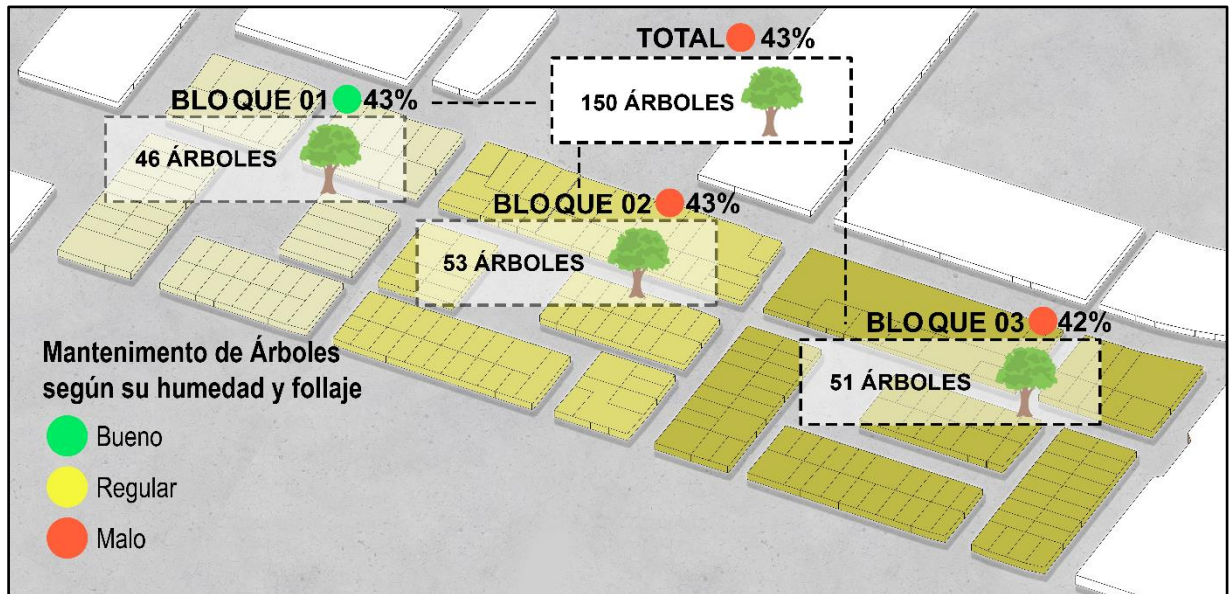 TOTAL 43%
150 ÁRBOLES
BLOQUE 01 43%
46 ÁRBOLES
BLOQUE 02 43%
53 ÁRBOLES
BLOQUE 03 42%
51 ÁRBOLES
Mantenimento de Árboles
según su humedad y follaje
Bueno
Regular
Malo